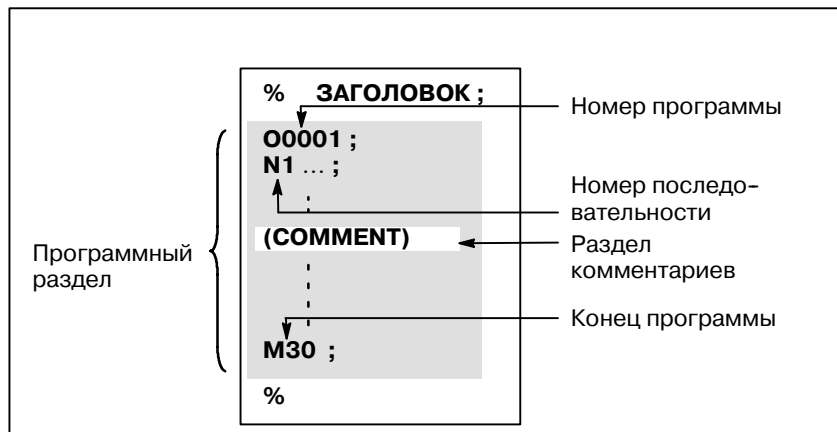 % ЗАГОЛОВОК ;
Номер программы
O0001 ;
N1 … ;
Номер последо-
вательности
(COMMENT)
Раздел
комментариев
Программный
раздел
Конец программы
M30 ;
%